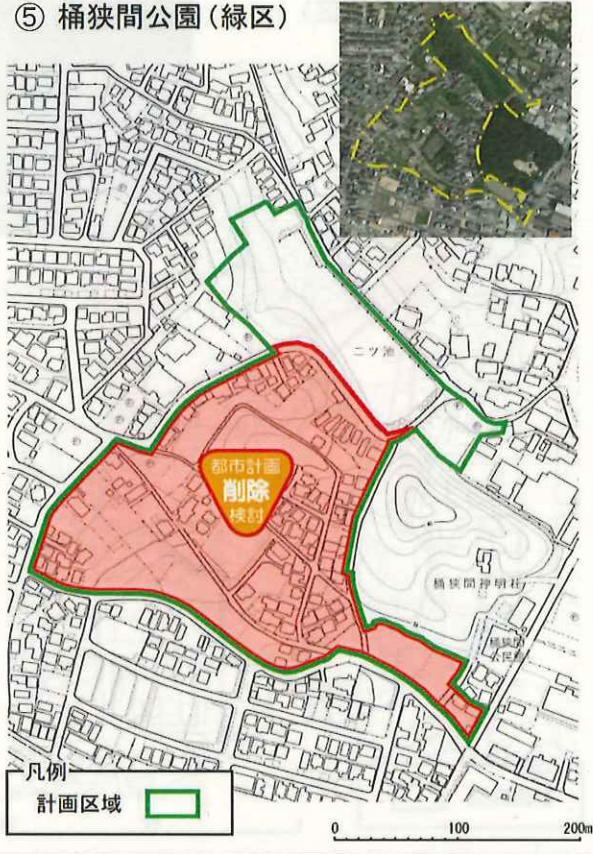 ⑤ 桶狭間公園（緑区）
二ツ池
都市計画
削除
検討
桶狭間神明社
桶狭間
公民館
凡例
計画区域
0 100 200m